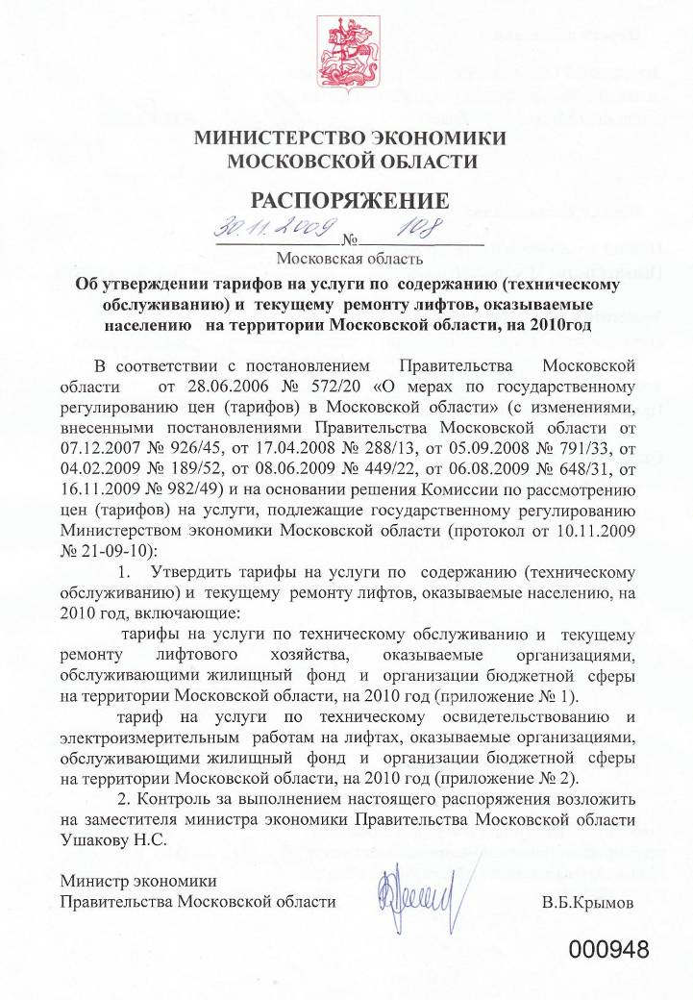 МИНИСТЕРСТВО ЭКОНОМИКИ
МОСКОВСКОЙ ОБЛАСТИ
РАСПОРЯЖЕНИЕ
30.11.2009 № 108
Московская область
Об утверждении тарифов на услуги по содержанию (техническому
обслуживанию) и текущему ремонту лифтов, оказываемые
населению на территории Московской области, на 2010год
В соответствии с постановлением Правительства Московской
области от 28.06.2006 № 572/20 «О мерах по государственному
регулированию цен (тарифов) в Московской области» (с изменениями,
внесенными постановлениями Правительства Московской области от
07.12.2007 № 926/45, от 17.04.2008 № 288/13, от 05.09.2008 № 791/33, от
04.02.2009 № 189/52, от 08.06.2009 № 449/22, от 06.08.2009 № 648/31, от
16.11.2009 № 982/49) и на основании решения Комиссии по рассмотрению
цен (тарифов) на услуги, подлежащие государственному регулированию
Министерством экономики Московской области (протокол от 10.11.2009
№ 21-09-10):
1. Утвердить тарифы на услуги по содержанию (техническому
обслуживанию) и текущему ремонту лифтов, оказываемые населению, на
2010 год, включающие:
тарифы на услуги по техническому обслуживанию и текущему
ремонту лифтового хозяйства, оказываемые организациями,
обслуживающими жилищный фонд и организации бюджетной сферы
на территории Московской области, на 2010 год (приложение № 1).
тариф на услуги по техническому освидетельствованию и
электроизмерительным работам на лифтах, оказываемые организациями,
обслуживающими жилищный фонд и организации бюджетной сферы
на территории Московской области, на 2010 год (приложение № 2).
2. Контроль за выполнением настоящего распоряжения возложить
на заместителя министра экономики Правительства Московской области
Ушакову Н.С.
Министр экономики
Правительства Московской области В.Б.Крымов
000948